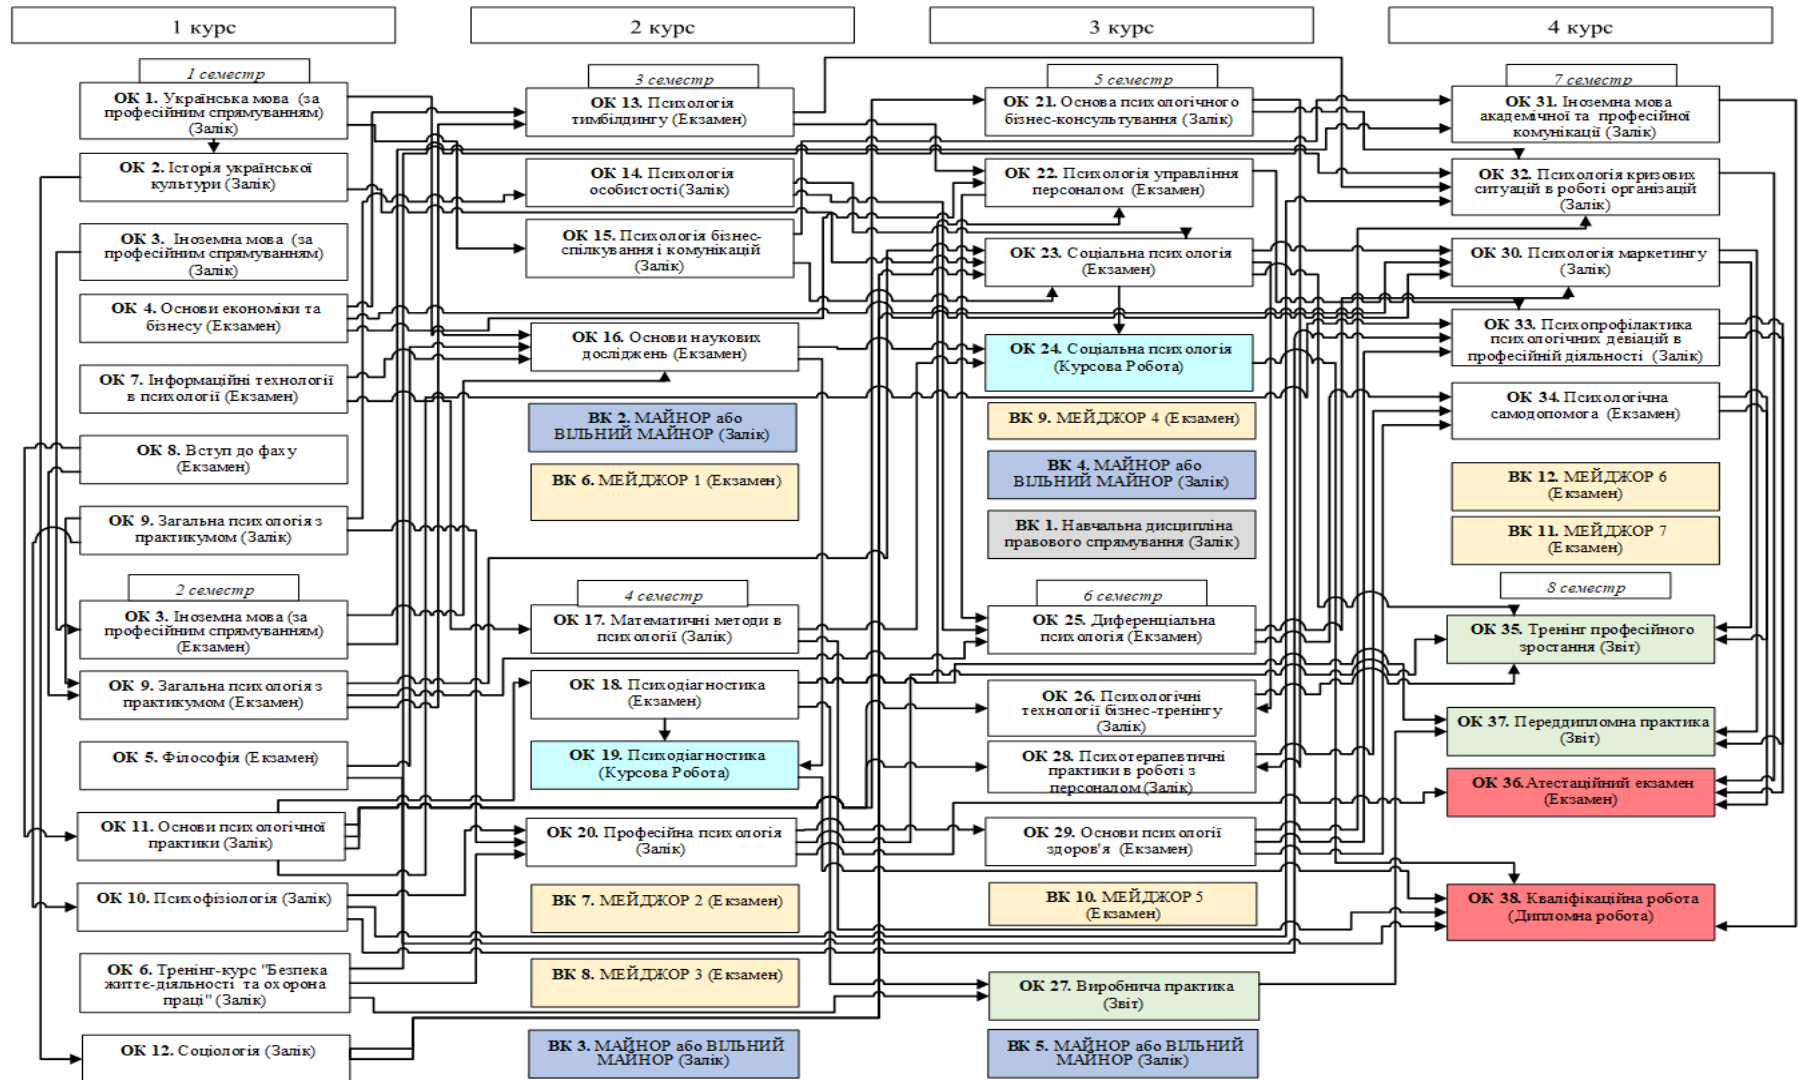 1 курс
2 курс
3 курс
4 курс
1 семестр
ОК 1. Українська мова (за
професійним спрямуванням)
(Залік)
ОК 2. Історія української
культури (Залік)
ОК 3. Іноземна мова (за
професійним спрямуванням)
(Залік)
ОК 4. Основи економіки та
бізнесу (Екзамен)
ОК 7. Інформаційні технології
в психології (Екзамен)
ОК 8. Вступ до фаху
(Екзамен)
ОК 9. Загальна психологія з
практикумом (Залік)
2 семестр
ОК 3. Іноземна мова (за
професійним спрямуванням)
(Екзамен)
ОК 9. Загальна психологія з
практикумом (Екзамен)
ОК 5. Філософія (Екзамен)
ОК 11. Основи психологічної
практики (Залік)
ОК 10. Психофізіологія (Залік)
ОК 6. Тренінг-курс "Безпека
життє-діяльності та охорона
праці" (Залік)
ОК 12. Соціологія (Залік)
3 семестр
ОК 13. Психологія
тимбілдингу (Екзамен)
ОК 14. Психологія
особистості(Залік)
ОК 15. Психологія бізнес-
спілкування і комунікацій
(Залік)
ОК 16. Основи наукових
досліджень (Екзамен)
ВК 2. МАЙНОР або
ВІЛЬНИЙ МАЙНОР (Залік)
ВК 6. МЕЙДЖОР 1 (Екзамен)
4 семестр
ОК 17. Математичні методи в
психології (Залік)
ОК 18. Психодіагностика
(Екзамен)
ОК 19. Психодіагностика
(Курсова Робота)
ОК 20. Професійна психологія
(Залік)
ВК 7. МЕЙДЖОР 2 (Екзамен)
ВК 8. МЕЙДЖОР 3 (Екзамен)
ВК 3. МАЙНОР або ВІЛЬНИЙ
МАЙНОР (Залік)
5 семестр
ОК 21. Основа психологічного
бізнес-консультування (Залік)
ОК 22. Психологія управління
персоналом (Екзамен)
ОК 23. Соціальна психологія
(Екзамен)
ОК 24. Соціальна психологія
(Курсова Робота)
ВК 9. МЕЙДЖОР 4 (Екзамен)
ВК 4. МАЙНОР або
ВІЛЬНИЙ МАЙНОР (Залік)
ВК 1. Навчальна дисципліна
правового спрямування (Залік)
6 семестр
ОК 25. Диференціальна
психологія (Екзамен)
ОК 26. Психологічні
технології бізнес-тренінгу
(Залік)
ОК 28. Психотерапевтичні
практики в роботі з
персоналом (Залік)
ОК 29. Основи психології
здоров'я (Екзамен)
ВК 10. МЕЙДЖОР 5
(Екзамен)
ОК 27. Виробнича практика
(Звіт)
ВК 5. МАЙНОР або ВІЛЬНИЙ
МАЙНОР (Залік)
7 семестр
ОК 31. Іноземна мова
академічної та професійної
комунікації (Залік)
ОК 32. Психологія кризових
ситуацій в роботі організацій
(Залік)
ОК 30. Психологія маркетингу
(Залік)
ОК 33. Психопрофілактика
психологічних девіацій в
професійній діяльності (Залік)
ОК 34. Психологічна
самодопомога (Екзамен)
ВК 12. МЕЙДЖОР 6
(Екзамен)
ВК 11. МЕЙДЖОР 7
(Екзамен)
8 семестр
ОК 35. Тренінг професійного
зростання (Звіт)
ОК 37. Переддипломна практика
(Звіт)
ОК 36. Атестаційний екзамен
(Екзамен)
ОК 38. Кваліфікаційна робота
(Дипломна робота)